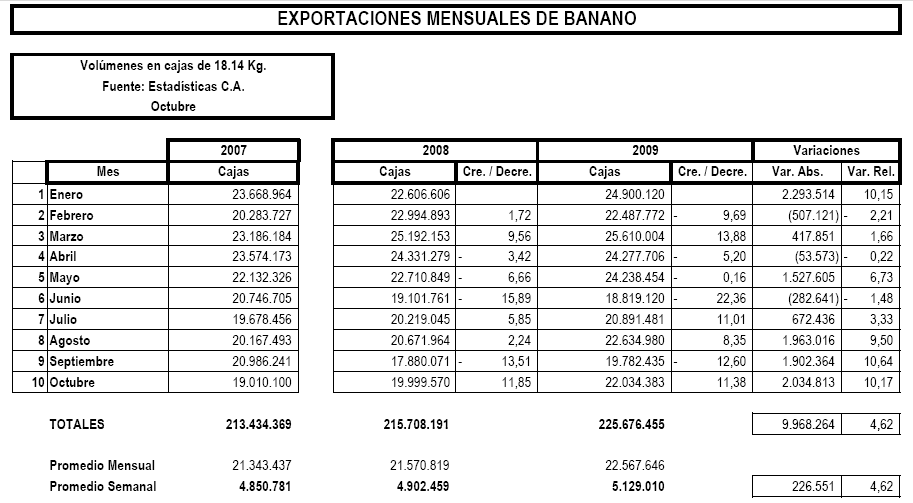 EXPORTACIONES MENSUALES DE BANANO
Volúmenes en cajas de 18.14 Kg.
Fuente: Estadísticas C.A.
Octubre
2007 2008 2009 Variaciones
Mes Cajas Cajas Cre. / Decre. Cajas Cre. / Decre. Var. Abs. Var. Rel.
1 Enero 23.668.964 22.606.606 24.900.120 2.293.514 10,15
2 Febrero 20.283.727 22.994.893 1,72 22.487.772 - 9,69 (507.121) - 2,21
3 Marzo 23.186.184 25.192.153 9,56 25.610.004 13,88 417.851 1,66
4 Abril 23.574.173 24.331.279 - 3,42 24.277.706 - 5,20 (53.573) - 0,22
5 Mayo 22.132.326 22.710.849 - 6,66 24.238.454 - 0,16 1.527.605 6,73
6 Junio 20.746.705 19.101.761 - 15,89 18.819.120 - 22,36 (282.641) - 1,48
7 Julio 19.678.456 20.219.045 5,85 20.891.481 11,01 672.436 3,33
8 Agosto 20.167.493 20.671.964 2,24 22.634.980 8,35 1.963.016 9,50
9 Septiembre 20.986.241 17.880.071 - 13,51 19.782.435 - 12,60 1.902.364 10,64
10 Octubre 19.010.100 19.999.570 11,85 22.034.383 11,38 2.034.813 10,17
TOTALES 213.434.369 215.708.191 225.676.455 9.968.264 4,62
Promedio Mensual 21.343.437 21.570.819 22.567.646
Promedio Semanal 4.850.781 4.902.459 5.129.010 226.551 4,62